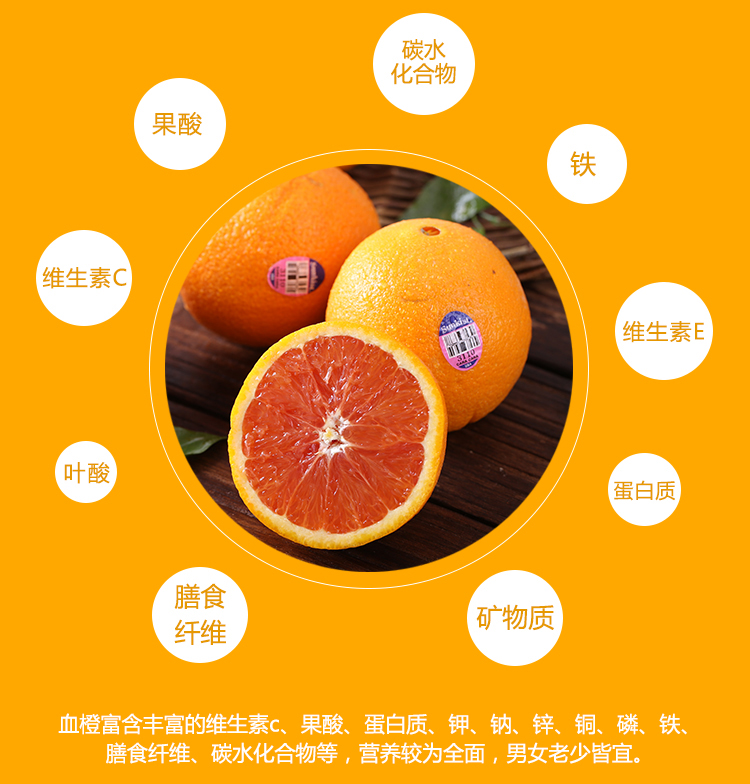 碳水
化合物
果酸
铁
维生素C
维生素E
叶酸
蛋白质
膳食
纤维
矿物质
血橙富含丰富的维生素c、果酸、蛋白质、钾、钠、锌、铜、磷、铁、
膳食纤维、碳水化合物等，营养较为全面，男女老少皆宜。